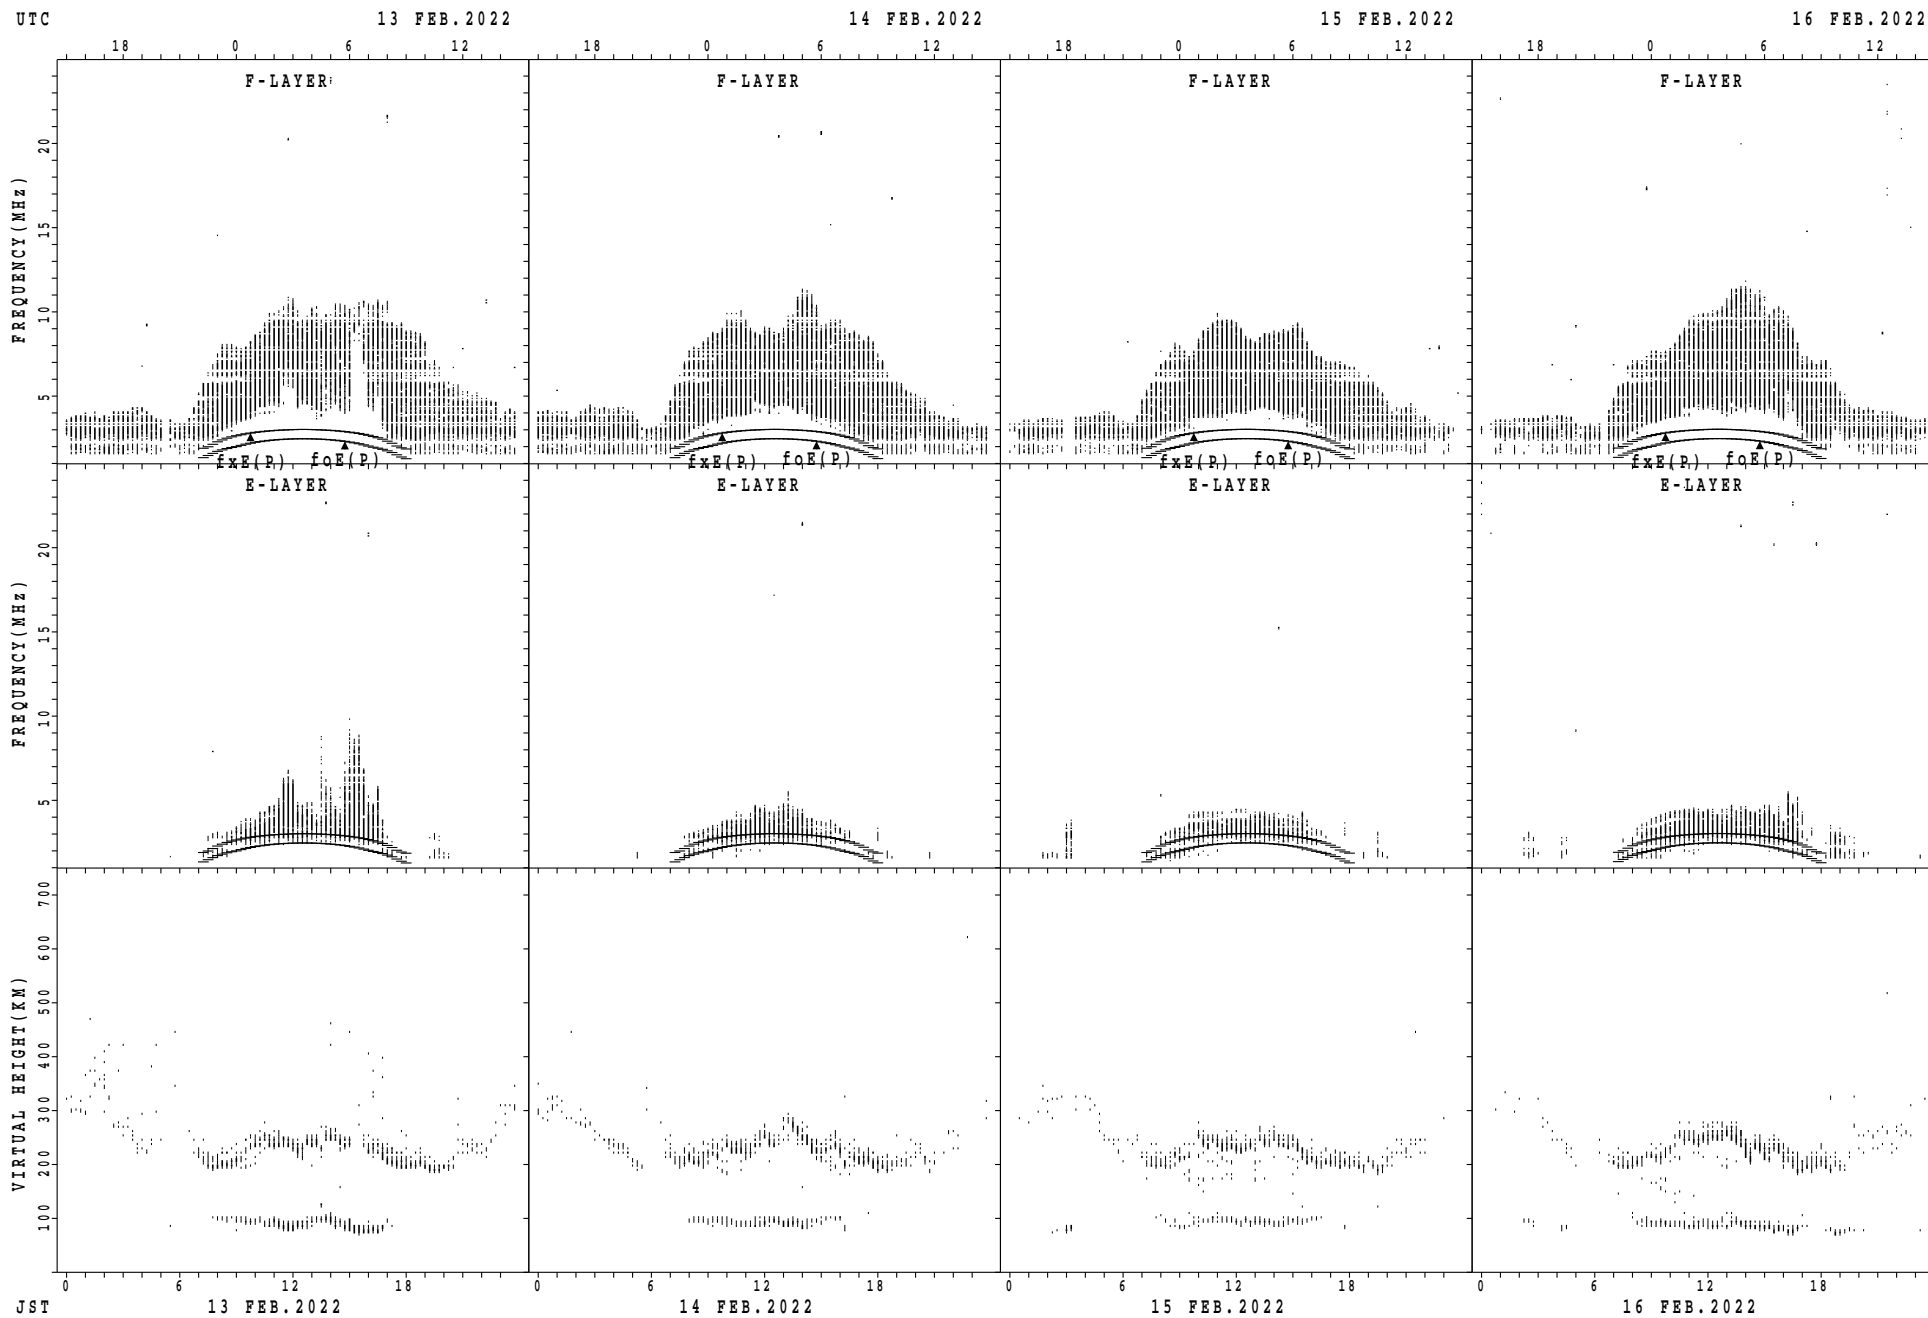 UTC 13 FEB.2022 14 FEB.2022 15 FEB.2022 16 FEB.2022
18 0 6 12 18 0 6 12 18 0 6 12 18 0 6 12
F-LAYER F-LAYER F-LAYER F-LAYER
FREQUENCY(MHz)
20
15
10
5
fxE(P) foE(P) fxE(P) foE(P) fxE(P) foE(P) fxE(P) foE(P)
E-LAYER E-LAYER E-LAYER E-LAYER
FREQUENCY(MHz)
20
15
10
5
VIRTUAL HEIGHT(KM)
700
600
500
400
300
200
100
0 6 12 18 0 6 12 18 0 6 12 18 0 6 12 18
JST 13 FEB.2022 14 FEB.2022 15 FEB.2022 16 FEB.2022